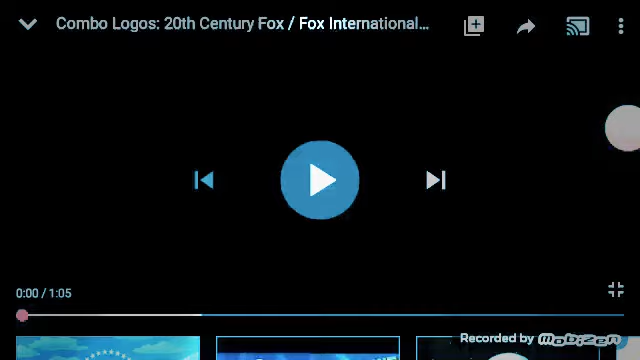 Combo Logos: 20th Century Fox / Fox International...
0:00 / 1:05
Recorded by Mobizen